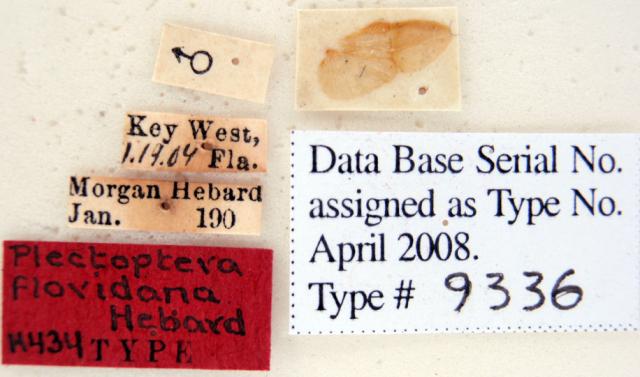 ♂
Key West,
1.19.04 Fla.
Morgan Hebard
Jan. 190
Plectoptera
floridana
Hebard
H434 TYPE
Data Base Serial No.
assigned as Type No.
April 2008.
Type # 9336